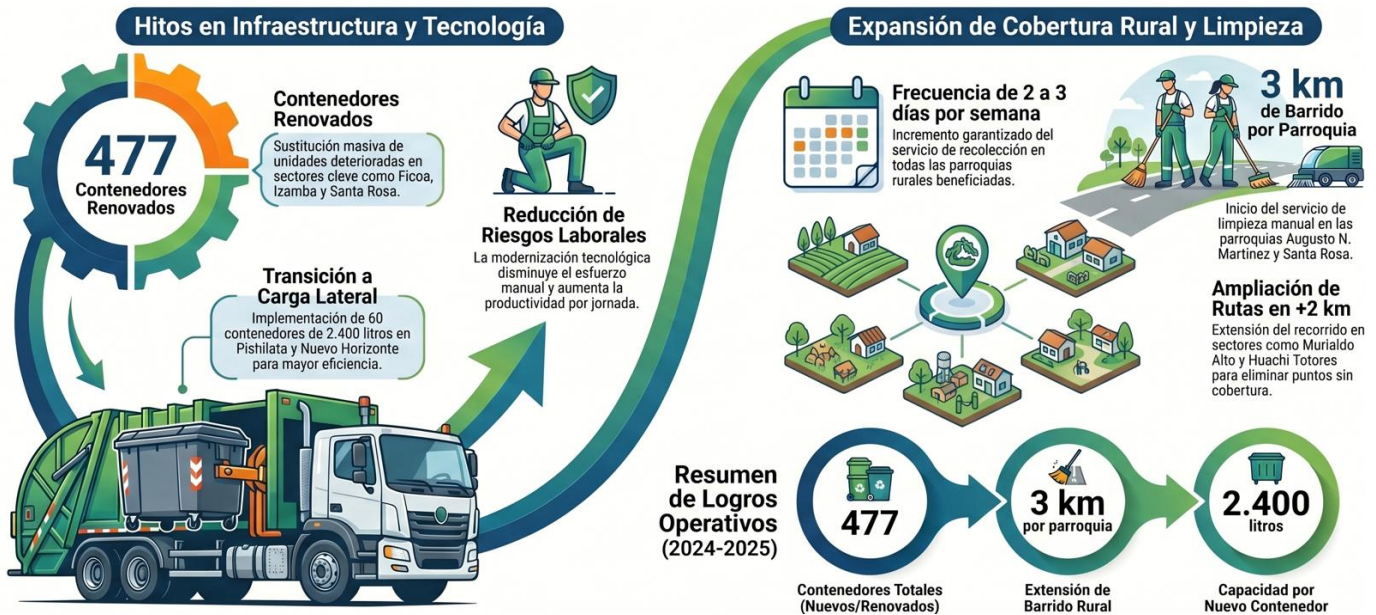 Hitos en Infraestructura y Tecnología
477
Contenedores
Renovados
Contenedores
Renovados
Sustitución masiva de
unidades deterioradas en
sectores cleve como Ficoa,
Izamba y Santa Rosa.
Transición a
Carga Lateral
Implementación de 60
contenedores de 2.400 litros en
Pishilata y Nuevo Horizonte
para mayor eficiencia.
Reducción de
Riesgos Laborales
La modernización tecnológica
disminuye el esfuerzo
manual y aumenta la
productividad por jornada.
Expansión de Cobertura Rural y Limpieza
Frecuencia de 2 a 3
días por semana
Incremento garantizado del
servicio de recolección en
todas las parroquias
rurales beneficiadas.
3 km
de Barrido
por Parroquia
Inicio del servicio de
limpieza manual en las
parroquias Augusto N.
Martinez y Santa Rosa.
Ampliación de
Rutas en +2 km
Extensión del recorrido en
sectores como Murialdo
Alto y Huachi Totores
para eliminar puntos sin
cobertura.
Resumen
de Logros
Operativos
(2024-2025)
477
Contenedores Totales
(Nuevos/Renovados)
3 km
por parroquia
Extensión de
Barrido Rural
2.400
litros
Capacidad por
Nuevo Contenedor